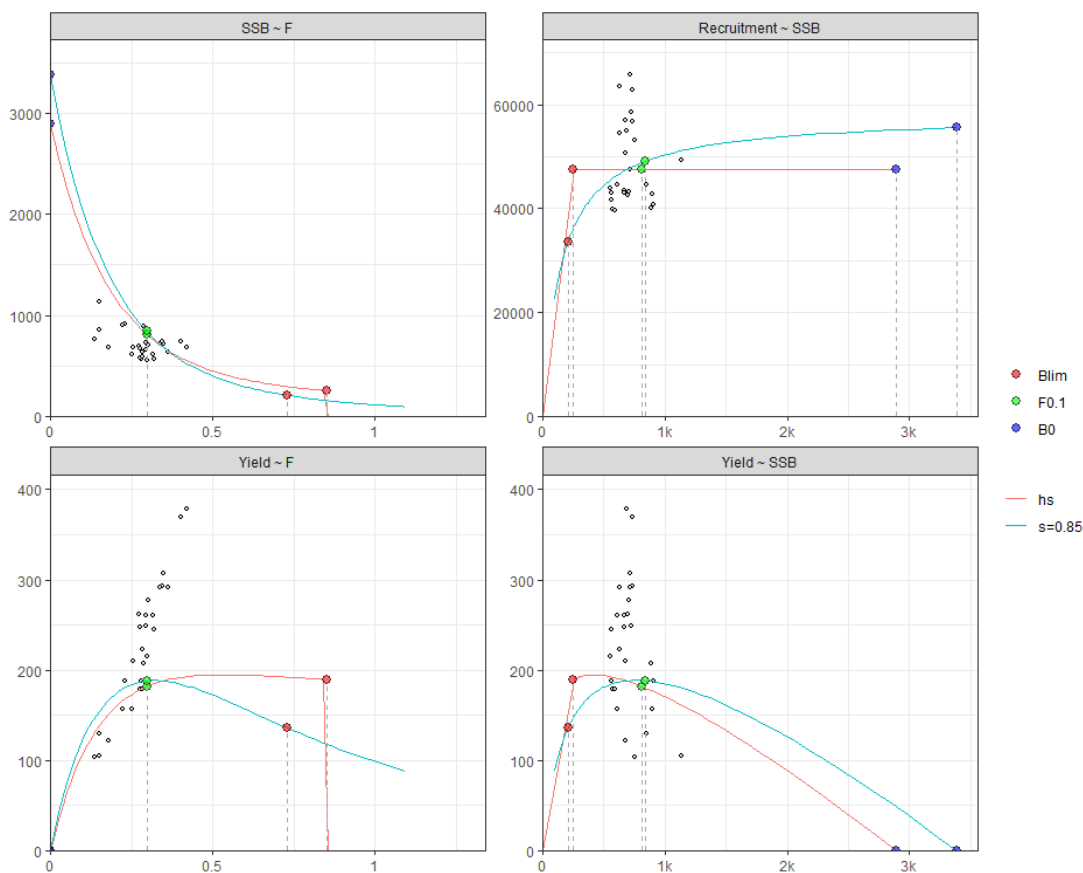 SSB ~ F
Recruitment ~ SSB
3000
2000
1000
0
0
0.5
1
60000
40000
20000
0
0
1k
2k
3k
Blim
F0.1
B0
hs
s=0.85
Yield ~ F
Yield ~ SSB
400
300
200
100
0
0
0.5
1
400
300
200
100
0
0
1k
2k
3k